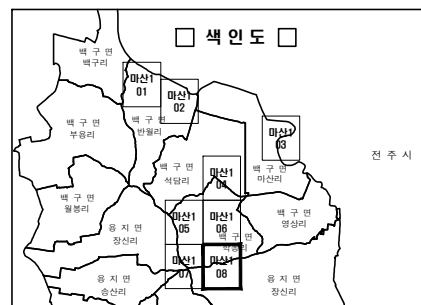 □ 색 인 도 □
백 구 면
백구리
마산1
01
마산1
02
백 구 면
부용리
백 구 면
반월리
마산1
03
전 주 시
백 구 면
석담리
마산1
04
백 구 면
마산리
백 구 면
월봉리
용 지 면
장신리
마산1
05
마산1
06
백 구 면
영상리
백 구 면
마산1
07
마산1
08
용 지 면
송산리
용 지 면
장신리